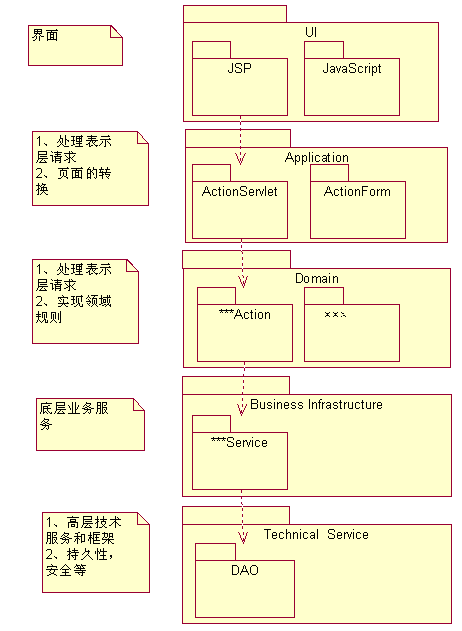 界面
UI
JSP
JavaScript
1、处理表示
层请求
2、页面的转
换
Application
ActionServlet
ActionForm
1、处理表示
层请求
2、实现领域
规则
Domain
***Action
×××
底层业务服
务
Business Infrastructure
***Service
1、高层技术
服务和框架
2、持久性，
安全等
Technical Service
DAO